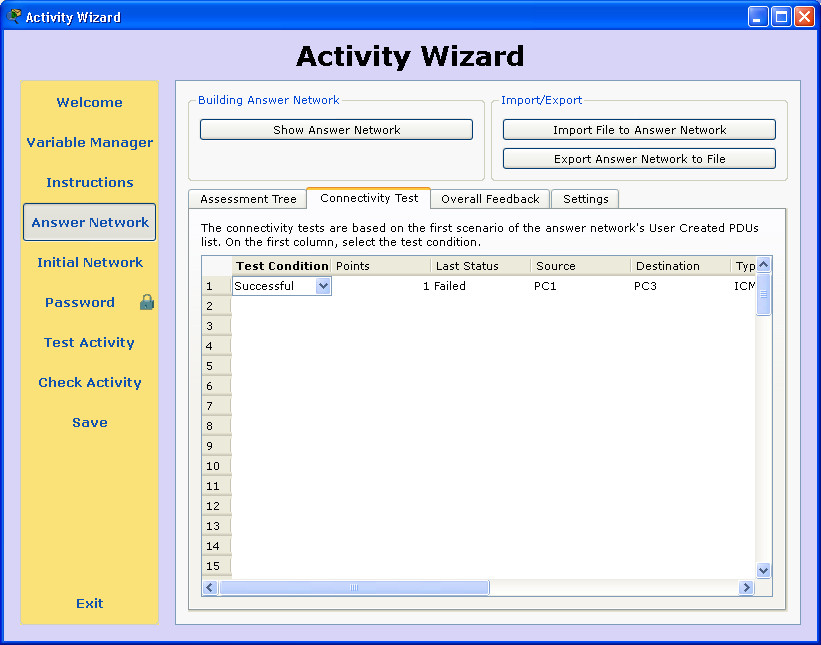 Activity Wizard
Activity Wizard
Welcome
Variable Manager
Instructions
Answer Network
Initial Network
Password
Test Activity
Check Activity
Save
Exit
Building Answer Network
Show Answer Network
Import/Export
Import File to Answer Network
Export Answer Network to File
Assessment Tree Connectivity Test Overall Feedback Settings
The connectivity tests are based on the first scenario of the answer network's User Created PDUs
list. On the first column, select the test condition.
Test Condition Points Last Status Source Destination Typ
1 Successful 1 Failed PC1 PC3 ICM
2
3
4
5
6
7
8
9
10
11
12
13
14
15